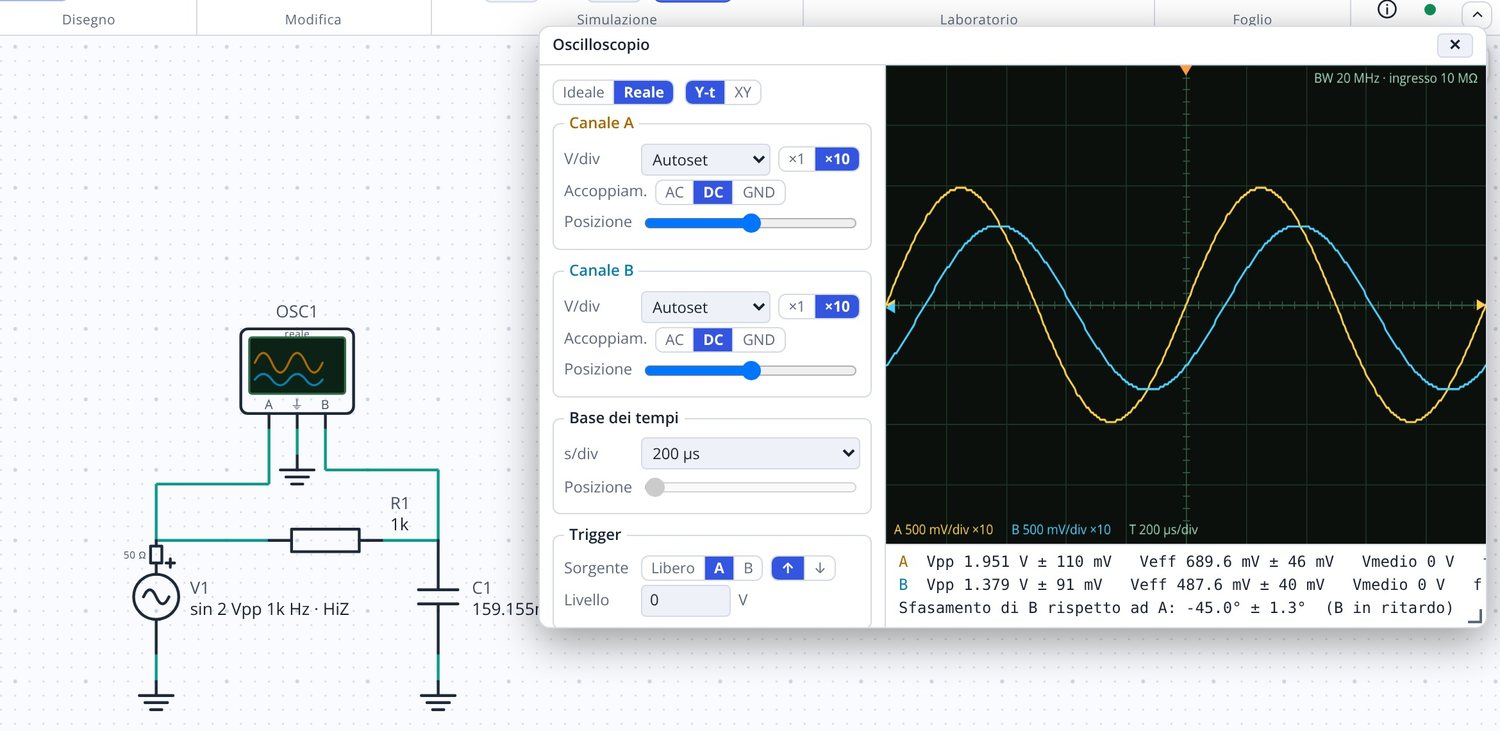 Disegno
Modifica
Simulazione
Laboratorio
Foglio
Oscilloscopio
Ideale Reale Y-t XY
BW 20 MHz · ingresso 10 MΩ
Canale A
V/div Autoset ×1 ×10
Accoppiam. AC DC GND
Posizione
Canale B
V/div Autoset ×1 ×10
Accoppiam. AC DC GND
Posizione
Base dei tempi
s/div 200 µs
Posizione
Trigger
Sorgente Libero A B ↑ ↓
Livello 0 V
A 500 mV/div ×10 B 500 mV/div ×10 T 200 µs/div
A Vpp 1.951 V ± 110 mV Veff 689.6 mV ± 46 mV Vmedio 0 V
B Vpp 1.379 V ± 91 mV Veff 487.6 mV ± 40 mV Vmedio 0 V f
Sfasamento di B rispetto ad A: -45.0° ± 1.3° (B in ritardo)
OSC1
reale
A B
R1
1k
50 Ω
+
V1
sin 2 Vpp 1k Hz · HiZ
C1
159.155